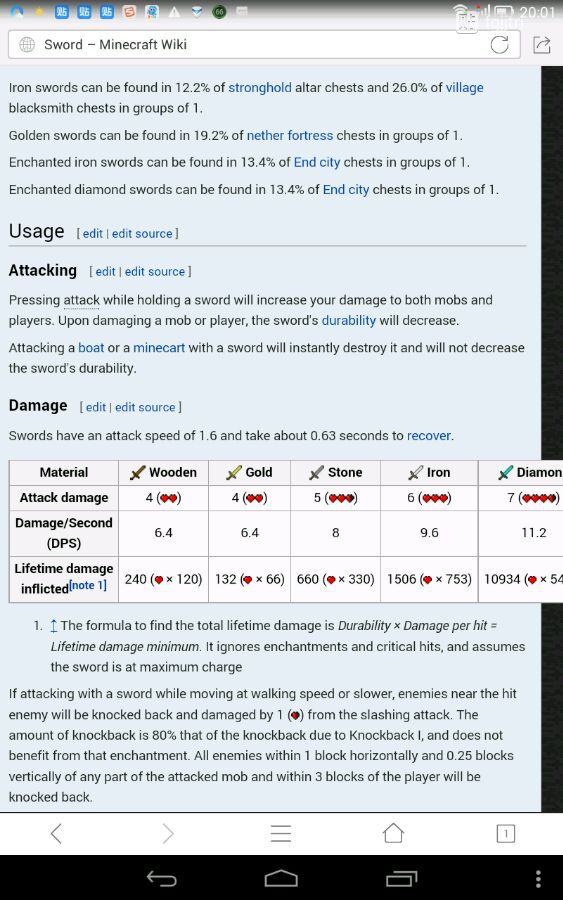 20:01
Sword – Minecraft Wiki
Iron swords can be found in 12.2% of stronghold altar chests and 26.0% of village
blacksmith chests in groups of 1.
Golden swords can be found in 19.2% of nether fortress chests in groups of 1.
Enchanted iron swords can be found in 13.4% of End city chests in groups of 1.
Enchanted diamond swords can be found in 13.4% of End city chests in groups of 1.
Usage [ edit | edit source ]
Attacking [ edit | edit source ]
Pressing attack while holding a sword will increase your damage to both mobs and
players. Upon damaging a mob or player, the sword's durability will decrease.
Attacking a boat or a minecart with a sword will instantly destroy it and will not decrease
the sword's durability.
Damage [ edit | edit source ]
Swords have an attack speed of 1.6 and take about 0.63 seconds to recover.
Material Wooden Gold Stone Iron Diamon
Attack damage 4 (♥♥) 4 (♥♥) 5 (♥♥♥) 6 (♥♥♥) 7 (♥♥♥♥)
Damage/Second
(DPS) 6.4 6.4 8 9.6 11.2
Lifetime damage
inflicted[note 1] 240 (♥ × 120) 132 (♥ × 66) 660 (♥ × 330) 1506 (♥ × 753) 10934 (♥ × 54
1. ↑ The formula to find the total lifetime damage is Durability × Damage per hit =
Lifetime damage minimum. It ignores enchantments and critical hits, and assumes
the sword is at maximum charge
If attacking with a sword while moving at walking speed or slower, enemies near the hit
enemy will be knocked back and damaged by 1 (♥) from the slashing attack. The
amount of knockback is 80% that of the knockback due to Knockback I, and does not
benefit from that enchantment. All enemies within 1 block horizontally and 0.25 blocks
vertically of any part of the attacked mob and within 3 blocks of the player will be
knocked back.
1